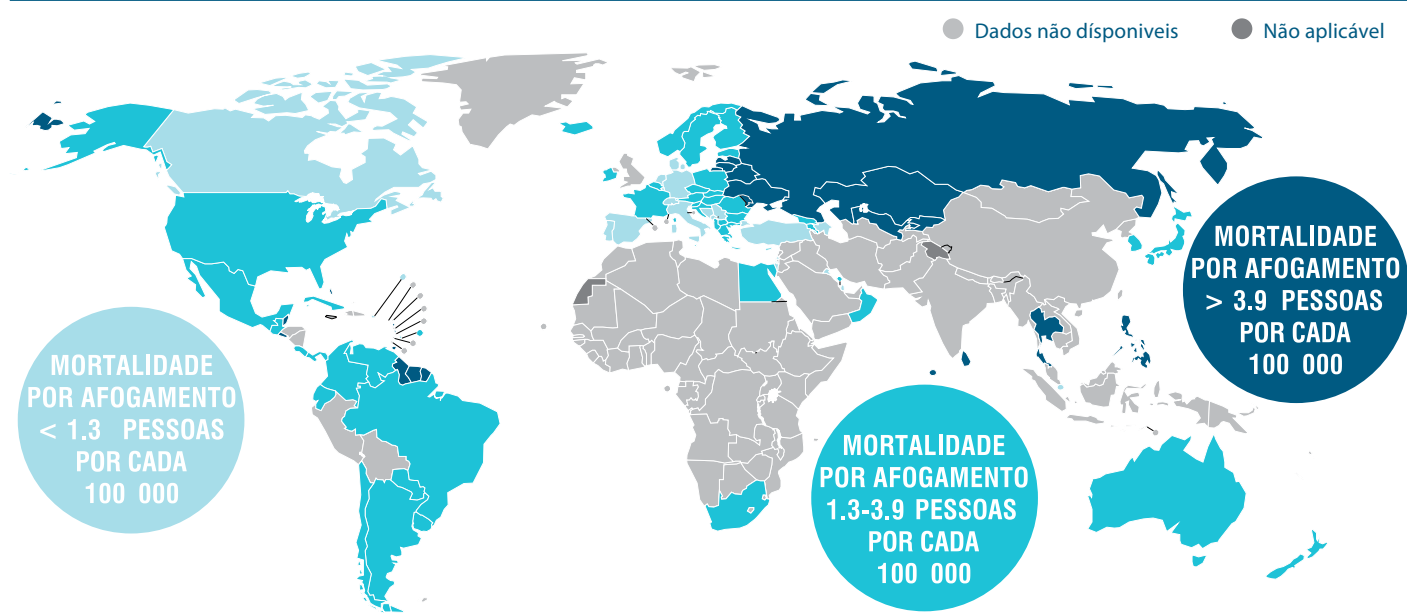 Dados não dísponiveis
Não aplicável
MORTALIDADE
POR AFOGAMENTO
> 3.9 PESSOAS
POR CADA
100 000
MORTALIDADE
POR AFOGAMENTO
< 1.3 PESSOAS
POR CADA
100 000
MORTALIDADE
POR AFOGAMENTO
1.3-3.9 PESSOAS
POR CADA
100 000